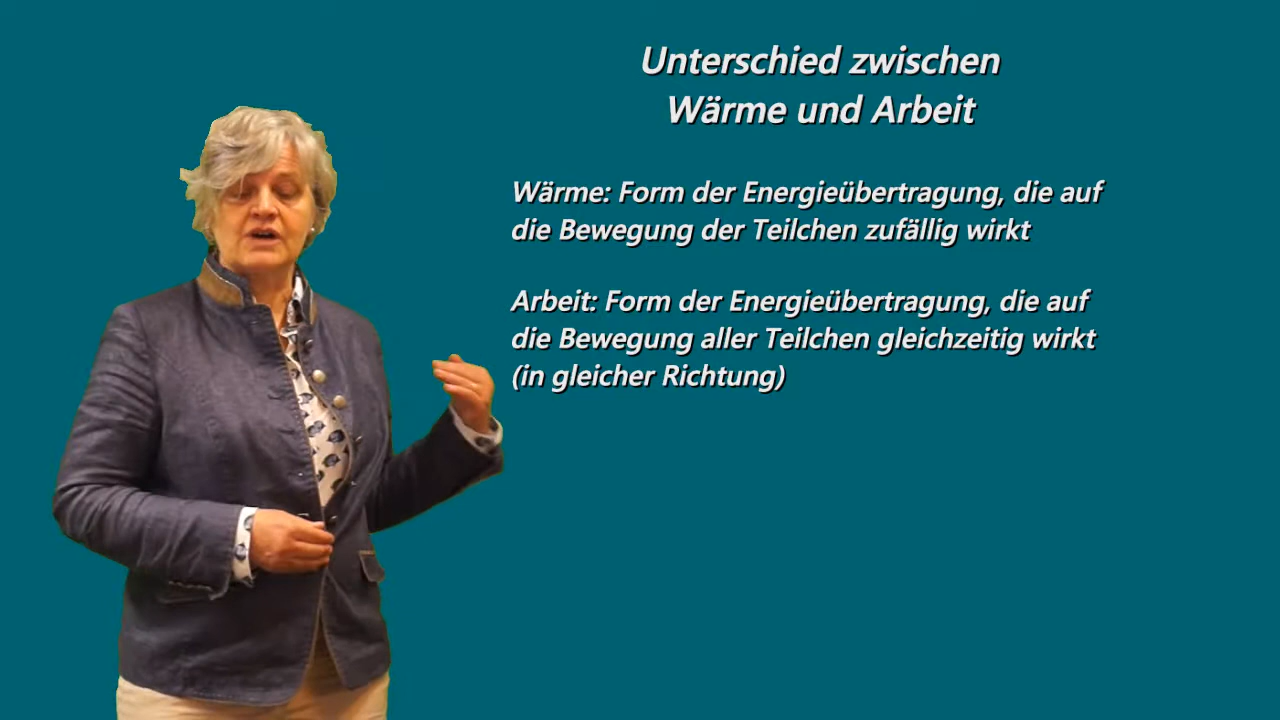 Unterschied zwischen
Wärme und Arbeit
Wärme: Form der Energieübertragung, die auf
die Bewegung der Teilchen zufällig wirkt
Arbeit: Form der Energieübertragung, die auf
die Bewegung aller Teilchen gleichzeitig wirkt
(in gleicher Richtung)